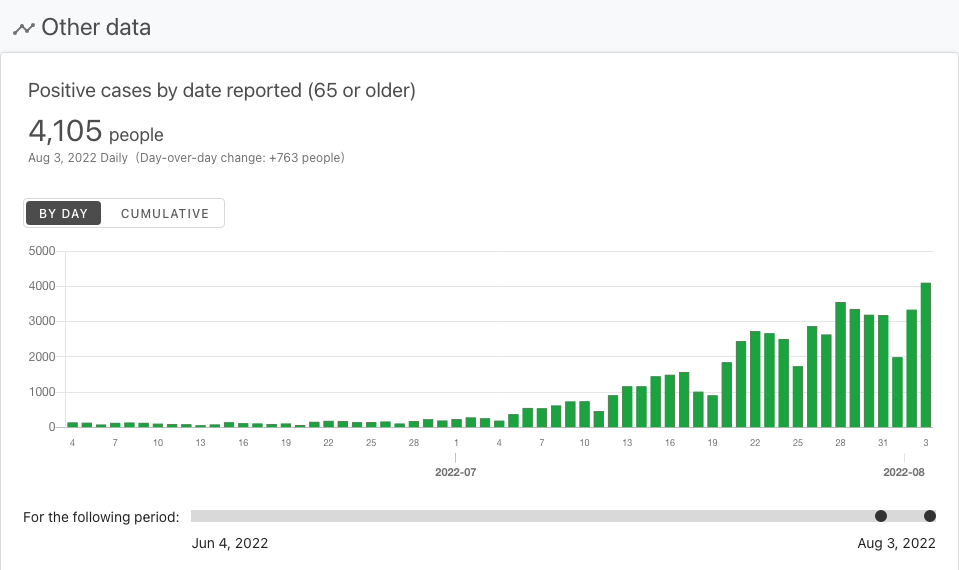 Other data
Positive cases by date reported (65 or older)
4,105 people
Aug 3, 2022 Daily (Day-over-day change: +763 people)
BY DAY CUMULATIVE
5000
4000
3000
2000
1000
0
4 7 10 13 16 19 22 25 28 1 4 7 10 13 16 19 22 25 28 31 3
2022-07 2022-08
For the following period:
Jun 4, 2022 Aug 3, 2022